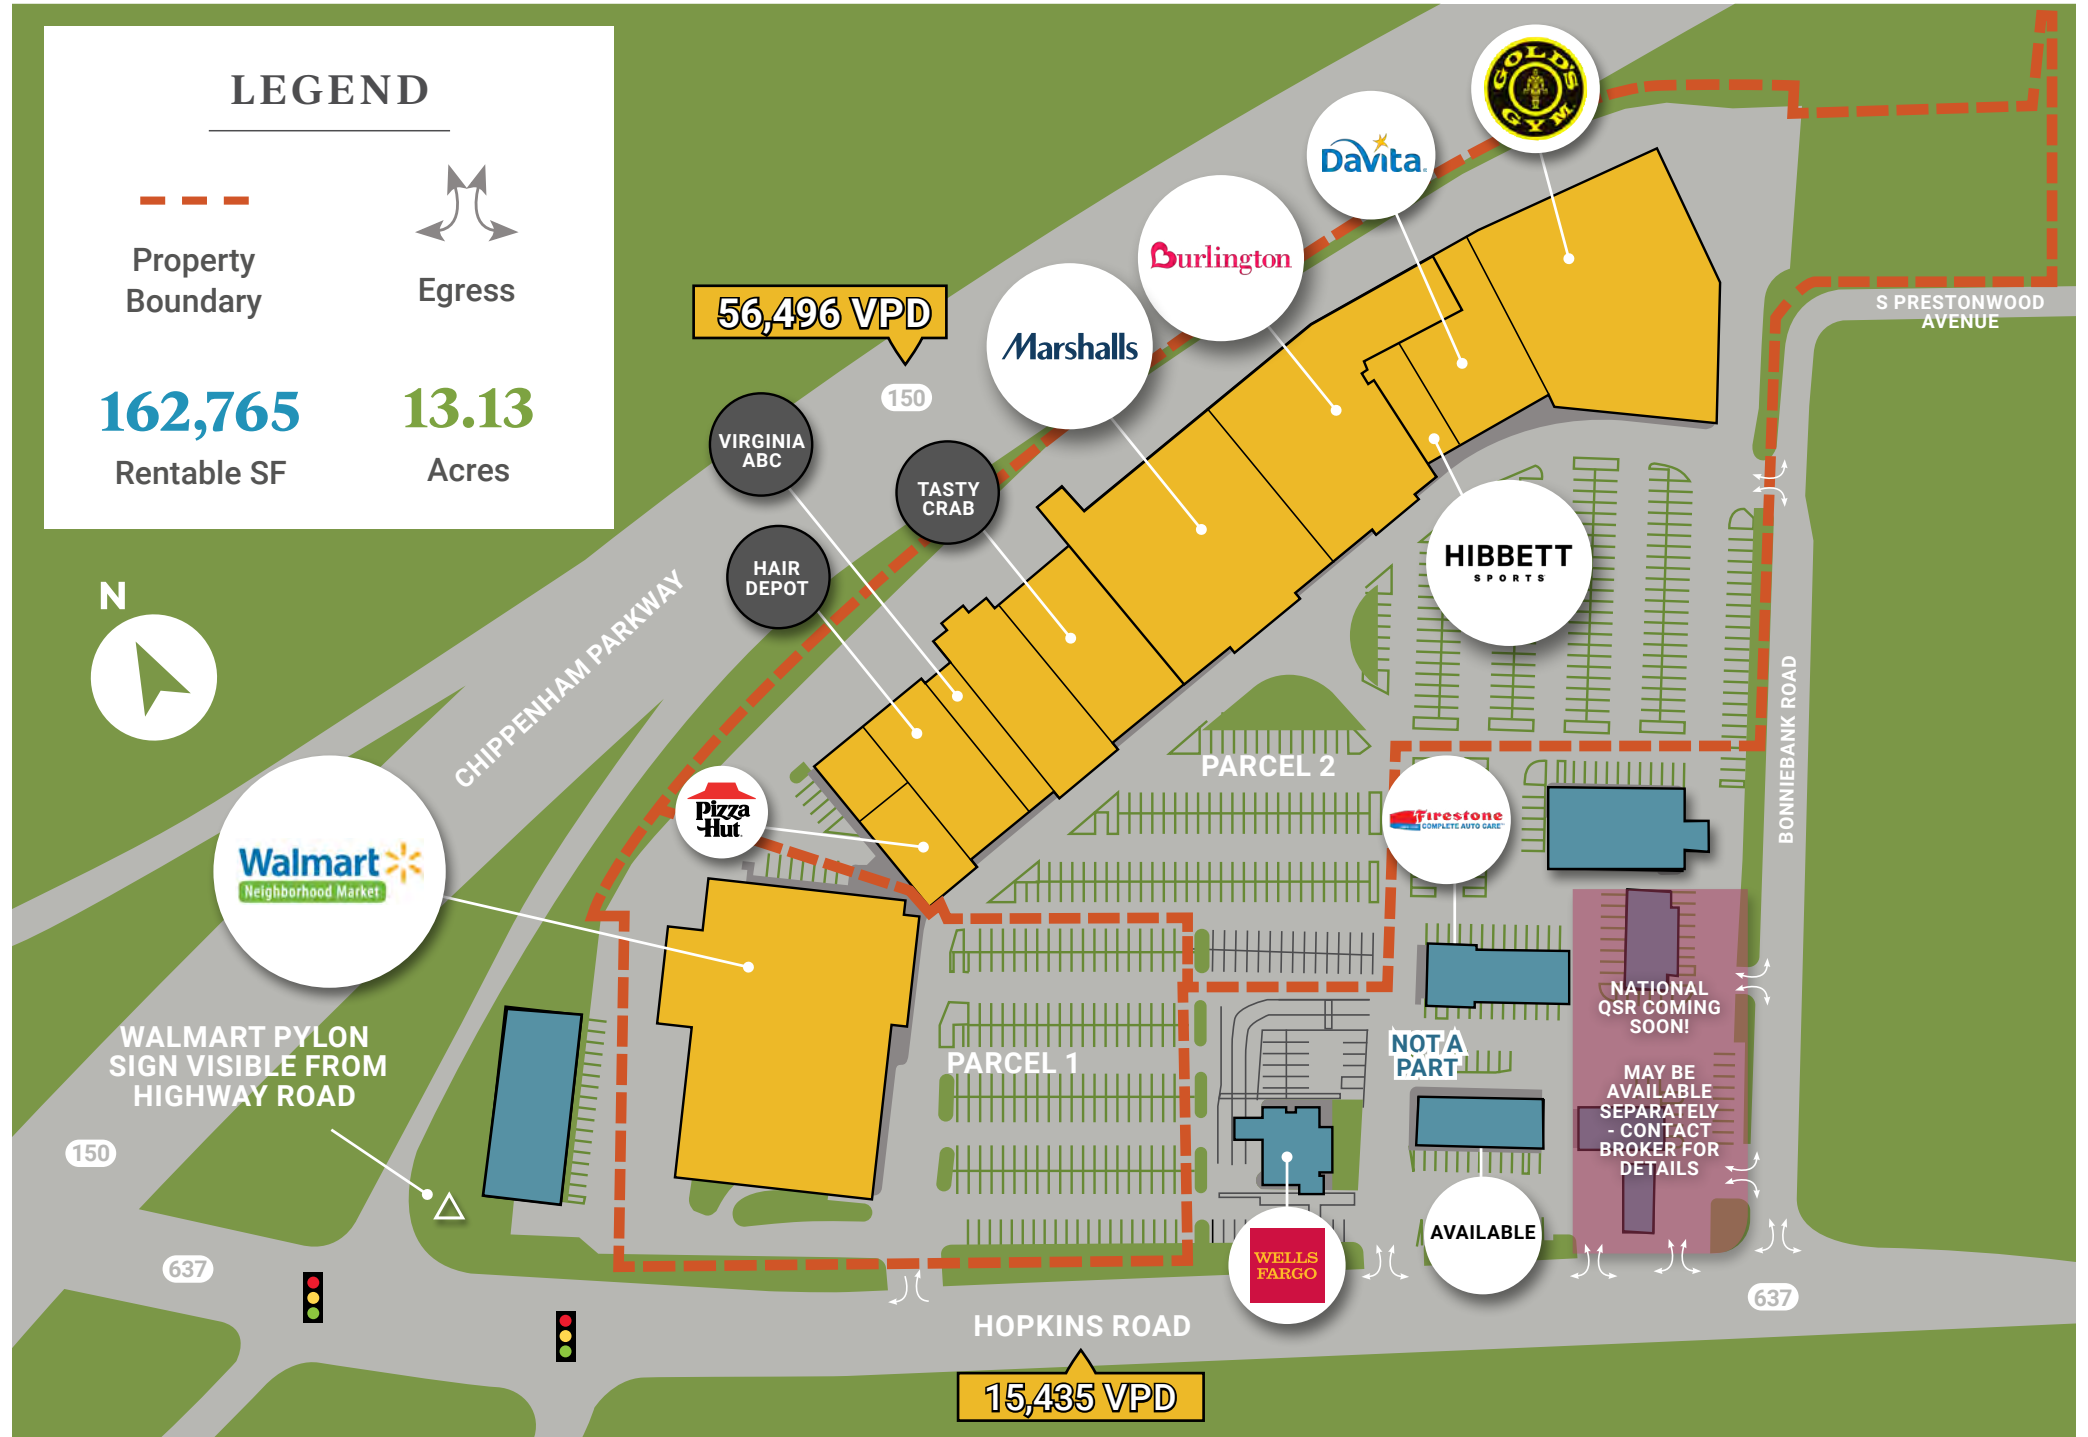 LEGEND
Property
Boundary
Egress
162,765
Rentable SF
13.13
Acres
N
56,496 VPD
150
GOLD'S
GYM
DaVita
Burlington
Marshalls
VIRGINIA
ABC
TASTY
CRAB
HAIR
DEPOT
HIBBETT
SPORTS
S PRESTONWOOD
AVENUE
CHIPPENHAM PARKWAY
BONNIEBANK ROAD
Pizza
Hut
Walmart
Neighborhood Market
PARCEL 2
Firestone
COMPLETE AUTO CARE
WALMART PYLON
SIGN VISIBLE FROM
HIGHWAY ROAD
PARCEL 1
NOT A
PART
NATIONAL
QSR COMING
SOON!
MAY BE
AVAILABLE
SEPARATELY
- CONTACT
BROKER FOR
DETAILS
150
637
WELLS
FARGO
AVAILABLE
637
HOPKINS ROAD
15,435 VPD